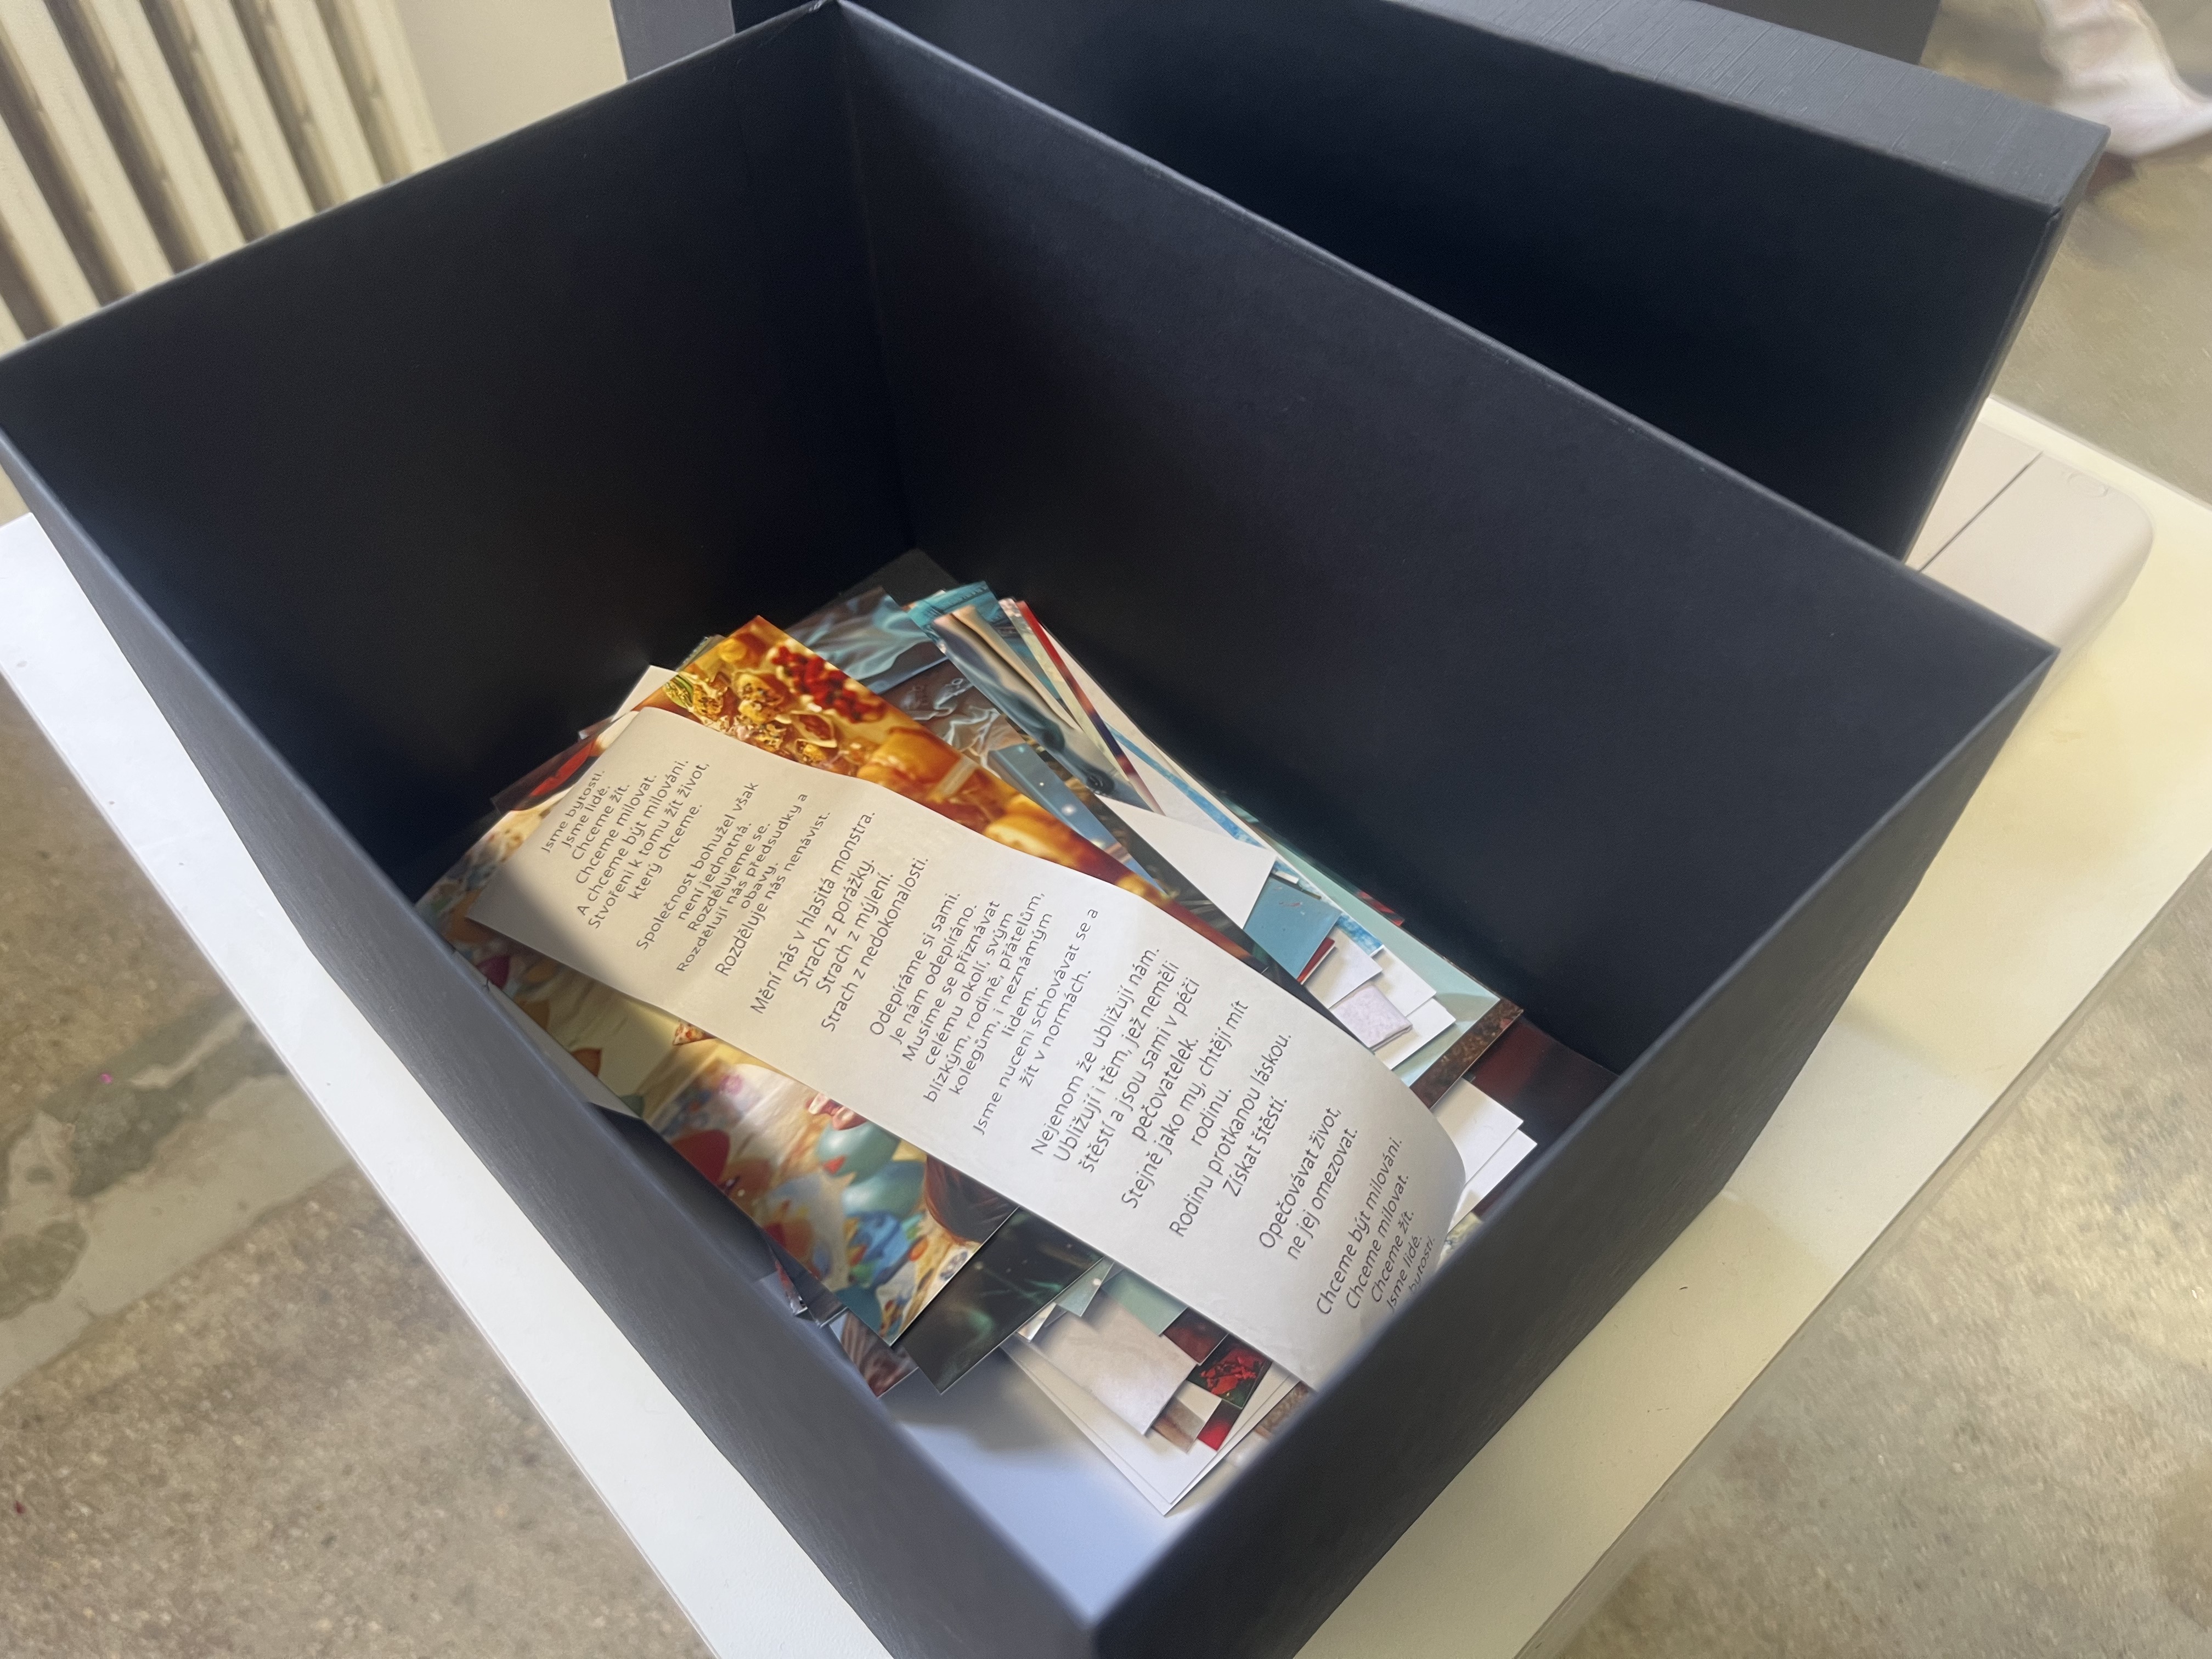 Jsme bytosti.
Jsme lidé.
Chceme žít.
Chceme milovat.
A chceme být milováni.
Stvořeni k tomu žít život,
který chceme.
Společnost bohužel však
není jednotná.
Rozdělujeme se.
Rozdělují nás předsudky a
obavy.
Rozděluje nás nenávist.
Mění nás v hlasitá monstra.
Strach z porážky.
Strach z mýlení.
Strach z nedokonalosti.
Odepíráme si sami.
Je nám odepíráno.
Musíme se přiznávat
celému okolí, svým
blízkým, rodině, přátelům,
kolegům, i neznámým
lidem.
Jsme nuceni schovávat se a
žít v normách.
Nejenom že ubližují nám.
Ubližují i těm, jež neměli
štěstí a jsou sami v péči
pečovatelek.
Stejně jako my, chtějí mít
rodinu.
Rodinu protkanou láskou.
Získat štěstí.
Opečovávat život,
ne jej omezovat.
Chceme být milováni.
Chceme milovat.
Chceme žít.
Jsme lidé.
bytosti.